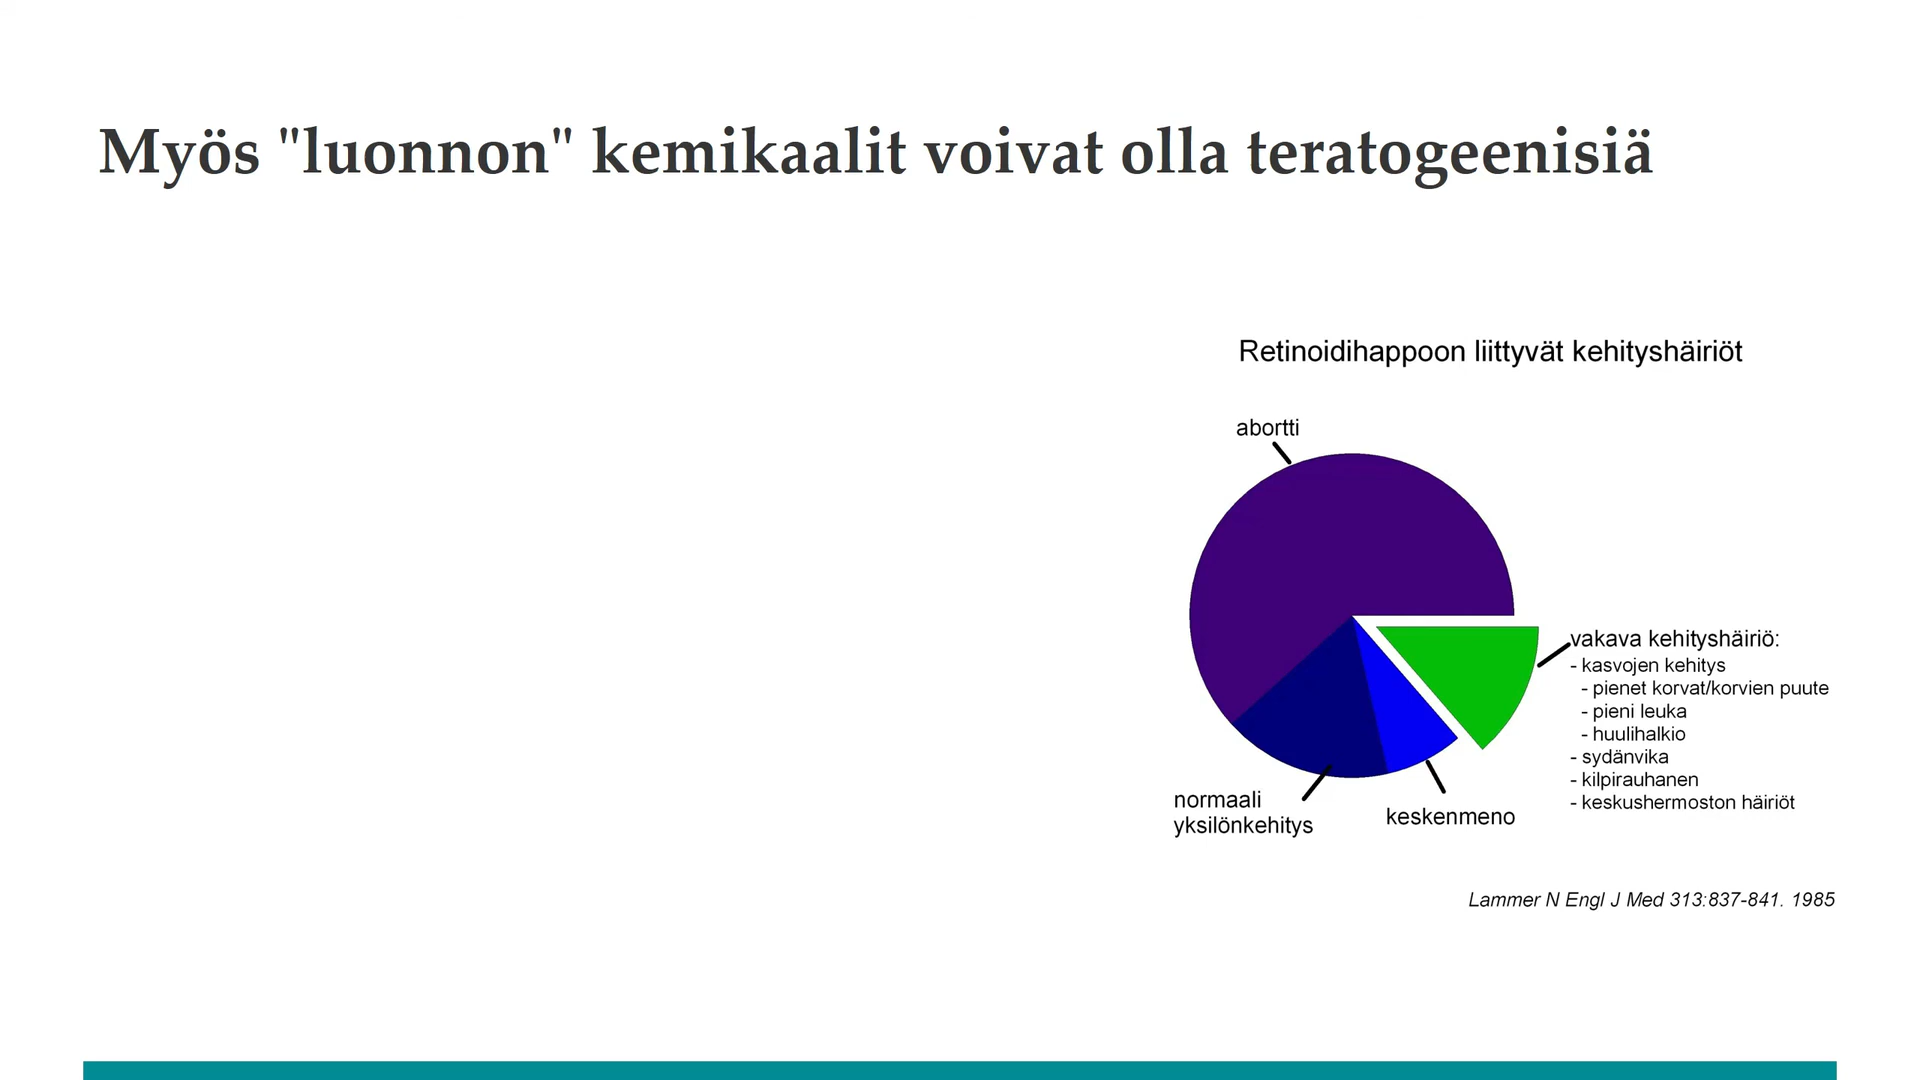 Myös "luonnon" kemikaalit voivat olla teratogeenisiä
Retinoidihappoon liittyvät kehityshäiriöt
abortti
vakava kehityshäiriö:
- kasvojen kehitys
- pienet korvat/korvien puute
- pieni leuka
- huulihalkio
- sydänvika
- kilpirauhanen
- keskushermoston häiriöt
normaali
yksilönkehitys
keskenmeno
Lammer N Engl J Med 313:837-841. 1985